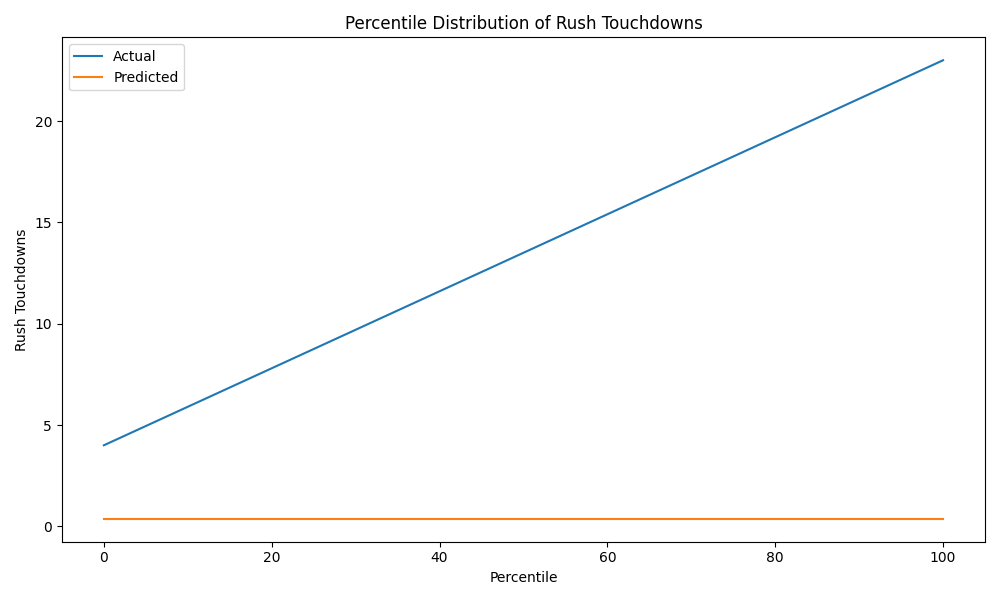 Percentile Distribution of Rush Touchdowns
Actual
Predicted
Rush Touchdowns
20
15
10
5
0
0 20 40 60 80 100
Percentile